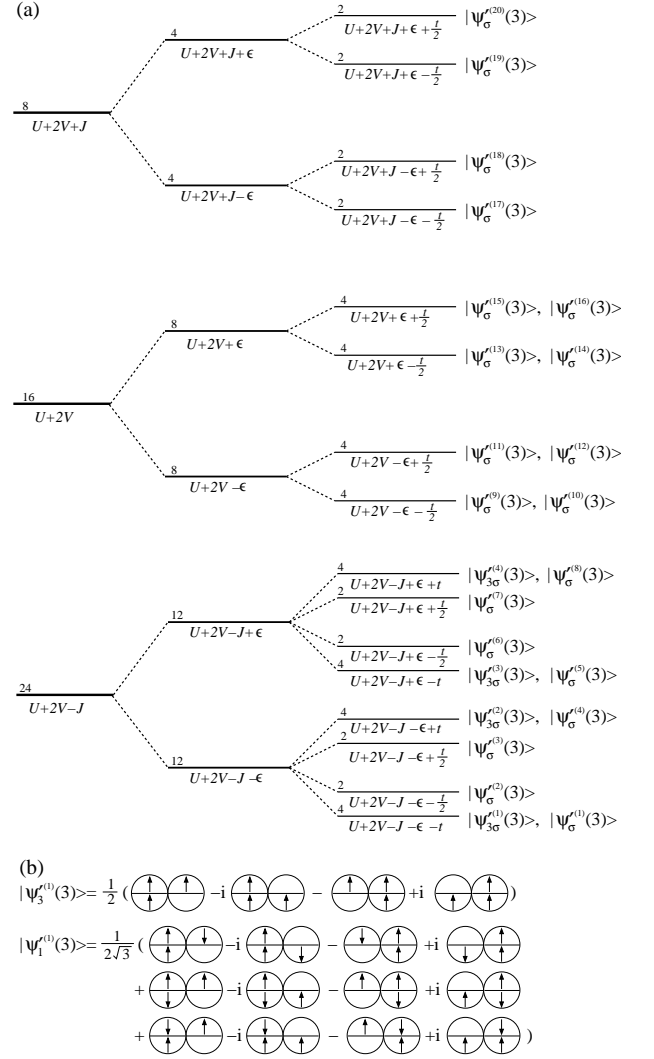 (a)
2
U+2V+J+ϵ+t/2 |ψ′σ(20)(3)>
4
U+2V+J+ϵ
2
U+2V+J+ϵ−t/2 |ψ′σ(19)(3)>
8
U+2V+J
2
U+2V+J−ϵ+t/2 |ψ′σ(18)(3)>
4
U+2V+J−ϵ
2
U+2V+J−ϵ−t/2 |ψ′σ(17)(3)>
4
U+2V+ϵ+t/2 |ψ′σ(15)(3)>, |ψ′σ(16)(3)>
8
U+2V+ϵ
4
U+2V+ϵ−t/2 |ψ′σ(13)(3)>, |ψ′σ(14)(3)>
16
U+2V
4
U+2V−ϵ+t/2 |ψ′σ(11)(3)>, |ψ′σ(12)(3)>
8
U+2V−ϵ
4
U+2V−ϵ−t/2 |ψ′σ(9)(3)>, |ψ′σ(10)(3)>
4
U+2V−J+ϵ+t |ψ′3σ(4)(3)>, |ψ′σ(8)(3)>
2
U+2V−J+ϵ+t/2 |ψ′σ(7)(3)>
12
U+2V−J+ϵ
2
U+2V−J+ϵ−t/2 |ψ′σ(6)(3)>
4
U+2V−J+ϵ−t |ψ′3σ(3)(3)>, |ψ′σ(5)(3)>
24
U+2V−J
4
U+2V−J−ϵ+t |ψ′3σ(2)(3)>, |ψ′σ(4)(3)>
2
U+2V−J−ϵ+t/2 |ψ′σ(3)(3)>
12
U+2V−J−ϵ
2
U+2V−J−ϵ−t/2 |ψ′σ(2)(3)>
4
U+2V−J−ϵ−t |ψ′3σ(1)(3)>, |ψ′σ(1)(3)>
(b)
|ψ′3(1)(3)>=1/2 ( −i − +i )
|ψ′1(1)(3)>=1/2√3 ( −i − +i
+ −i − +i
+ −i − +i )